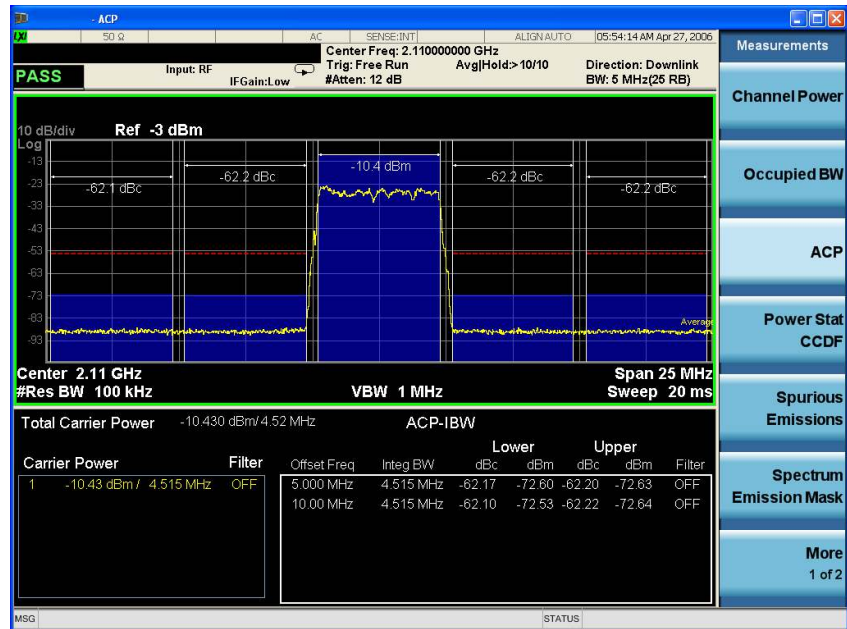 - ACP
LXI 50 Ω AC SENSE:INT ALIGN AUTO 05:54:14 AM Apr 27, 2006
Center Freq: 2.110000000 GHz
PASS Input: RF Trig: Free Run Avg|Hold:>10/10 Direction: Downlink
IFGain:Low #Atten: 12 dB BW: 5 MHz(25 RB)
10 dB/div Ref -3 dBm
Log
-13
-23
-33
-43
-53
-63
-73
-83
-93
-62.1 dBc
-62.2 dBc
-10.4 dBm
-62.2 dBc
-62.2 dBc
Average
Center 2.11 GHz Span 25 MHz
#Res BW 100 kHz VBW 1 MHz Sweep 20 ms
Total Carrier Power -10.430 dBm/ 4.52 MHz ACP-IBW
Lower Upper
Carrier Power Filter Offset Freq Integ BW dBc dBm dBc dBm Filter
1 -10.43 dBm / 4.515 MHz OFF 5.000 MHz 4.515 MHz -62.17 -72.60 -62.20 -72.63 OFF
10.00 MHz 4.515 MHz -62.10 -72.53 -62.22 -72.64 OFF
MSG STATUS
Measurements
Channel Power
Occupied BW
ACP
Power Stat
CCDF
Spurious
Emissions
Spectrum
Emission Mask
More
1 of 2